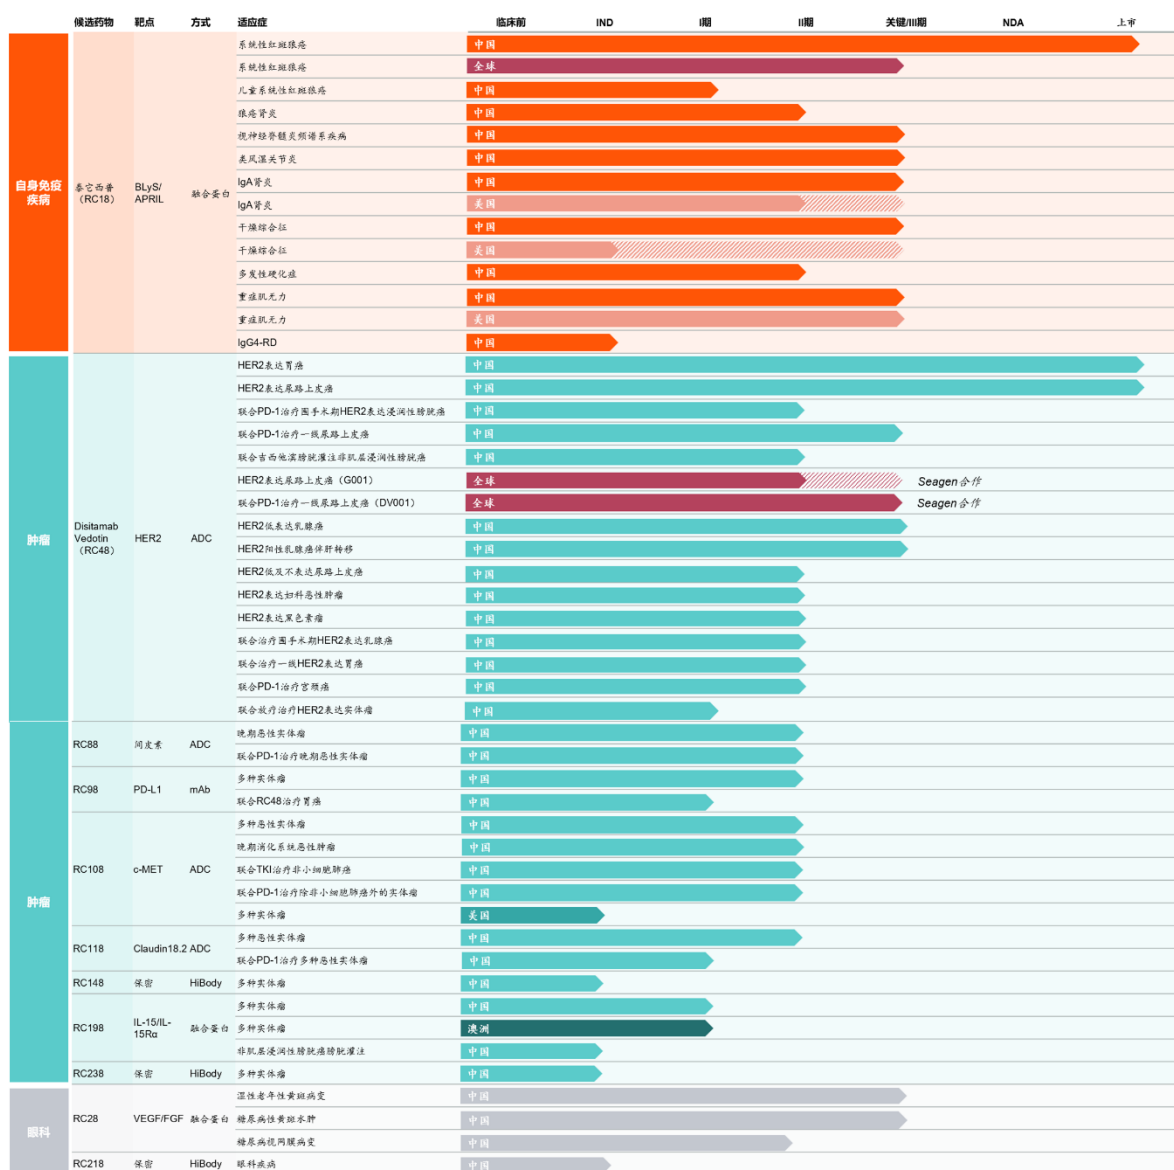 候选药物 靶点 方式 适应症 临床前 IND I期 II期 关键/III期 NDA 上市
系统性红斑狼疮 中国
系统性红斑狼疮 全球
儿童系统性红斑狼疮 中国
狼疮肾炎 中国
视神经脊髓炎频谱系疾病 中国
类风湿关节炎 中国
自身免疫疾病 泰它西普（RC18） BLyS/APRIL 融合蛋白 IgA肾炎 中国
IgA肾炎 美国
干燥综合征 中国
干燥综合征 美国
多发性硬化症 中国
重症肌无力 中国
重症肌无力 美国
IgG4-RD 中国
HER2表达胃癌 中国
HER2表达尿路上皮癌 中国
联合PD-1治疗围手术期HER2表达浸润性膀胱癌 中国
联合PD-1治疗一线尿路上皮癌 中国
联合吉西他滨膀胱灌注非肌层浸润性膀胱癌 中国
HER2表达尿路上皮癌（G001） 全球 Seagen合作
联合PD-1治疗一线尿路上皮癌（DV001） 全球 Seagen合作
HER2低表达乳腺癌 中国
肿瘤 Disitamab Vedotin（RC48） HER2 ADC HER2阳性乳腺癌伴肝转移 中国
HER2低及不表达尿路上皮癌 中国
HER2表达妇科恶性肿瘤 中国
HER2表达黑色素瘤 中国
联合治疗围手术期HER2表达乳腺癌 中国
联合治疗一线HER2表达胃癌 中国
联合PD-1治疗宫颈癌 中国
联合放疗治疗HER2表达实体瘤 中国
RC88 间皮素 ADC 晚期恶性实体瘤 中国
联合PD-1治疗晚期恶性实体瘤 中国
RC98 PD-L1 mAb 多种实体瘤 中国
联合RC48治疗胃癌 中国
多种恶性实体瘤 中国
晚期消化系统恶性肿瘤 中国
RC108 c-MET ADC 联合TKI治疗非小细胞肺癌 中国
肿瘤 联合PD-1治疗除非小细胞肺癌外的实体瘤 中国
多种实体瘤 美国
RC118 Claudin18.2 ADC 多种恶性实体瘤 中国
联合PD-1治疗多种恶性实体瘤 中国
RC148 保密 HiBody 多种实体瘤 中国
多种实体瘤 中国
RC198 IL-15/IL-15Rα 融合蛋白 多种实体瘤 澳洲
非肌层浸润性膀胱癌膀胱灌注 中国
RC238 保密 HiBody 多种实体瘤 中国
湿性老年性黄斑病变 中国
眼科 RC28 VEGF/FGF 融合蛋白 糖尿病性黄斑水肿 中国
糖尿病视网膜病变 中国
RC218 保密 HiBody 眼科疾病 中国